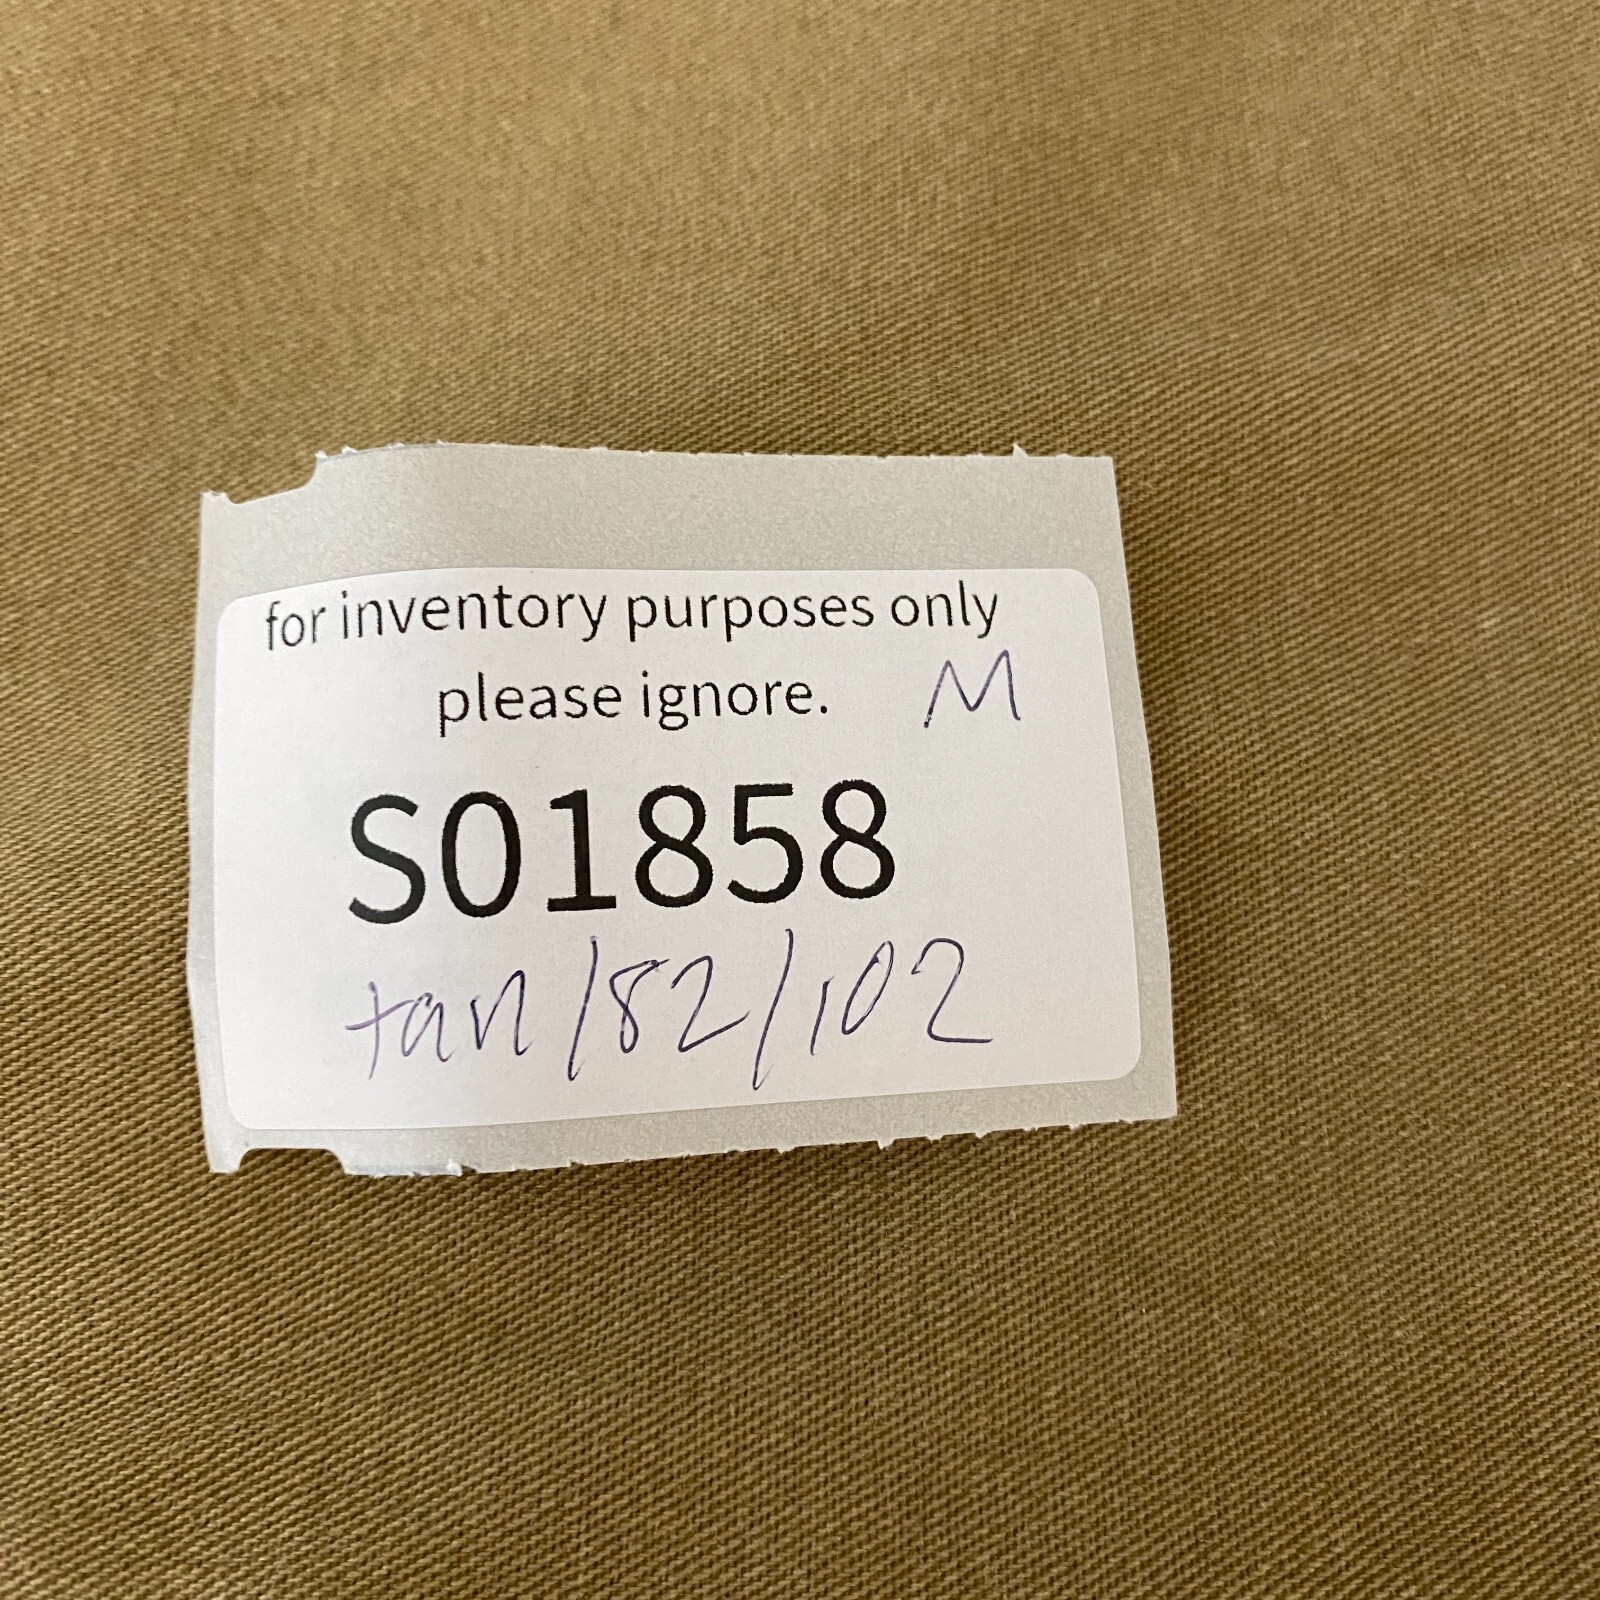 for inventory purposes only
please ignore. M
S01858
tan/82/102